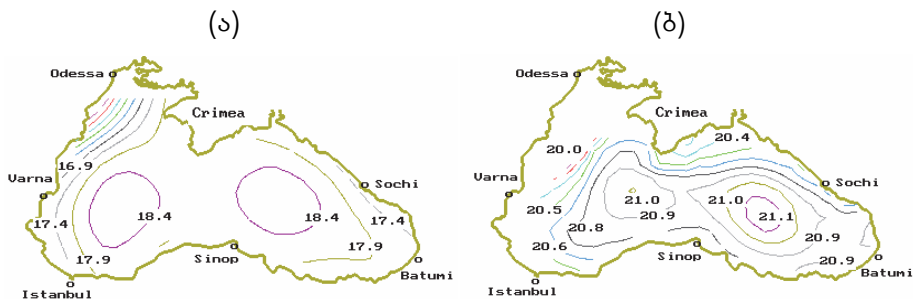 (ა)
Odessa
Crimea
16.9
Varna
Sochi
17.4
18.4
18.4
17.4
17.9
17.9
Sinop
Batumi
Istanbul
(ბ)
Odessa
Crimea
20.4
20.0
Varna
Sochi
20.5
21.0
21.0
20.9
21.1
20.8
20.9
20.6
Sinop
20.9
Batumi
Istanbul